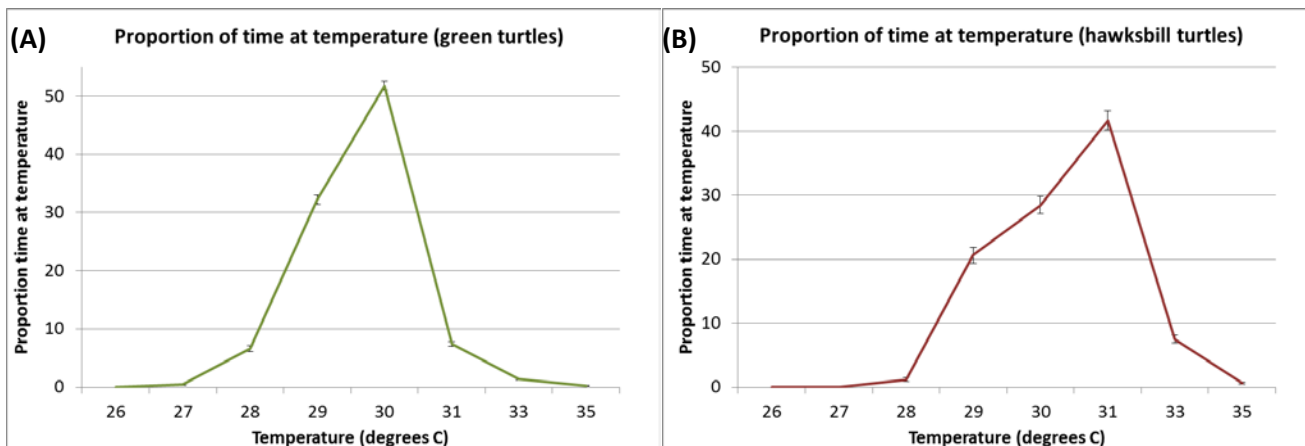 (A)
Proportion of time at temperature (green turtles)
Proportion time at temperature
50
40
30
20
10
0
26 27 28 29 30 31 33 35
Temperature (degrees C)
(B)
Proportion of time at temperature (hawksbill turtles)
Proportion time at temperature
50
40
30
20
10
0
26 27 28 29 30 31 33 35
Temperature (degrees C)